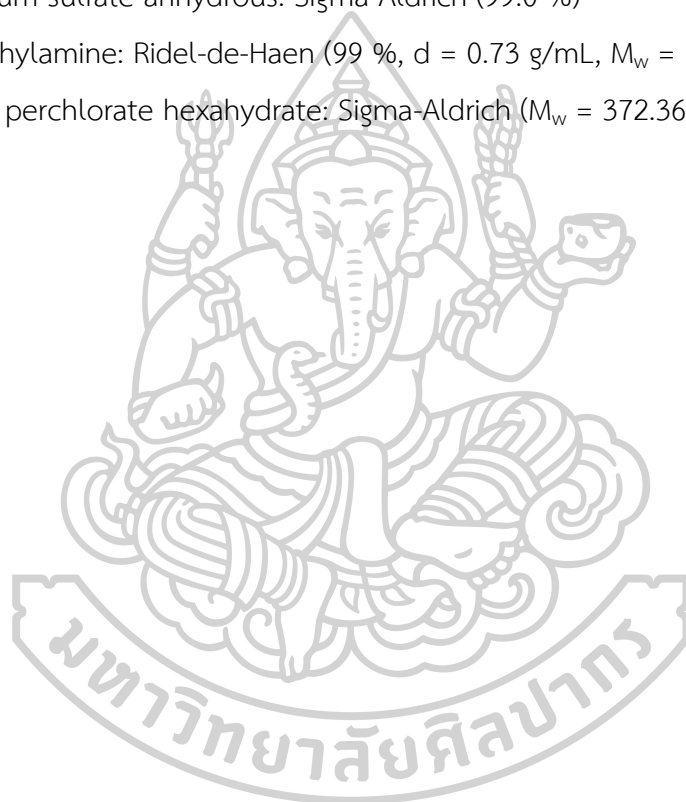 um sulfate anhydrous: Sigma-Aldrich (99.0 %)
hylamine: Ridel-de-Haen (99 %, d = 0.73 g/mL, Mw =
perchlorate hexahydrate: Sigma-Aldrich (Mw = 372.36
มหาวิทยาลัยศิลปากร